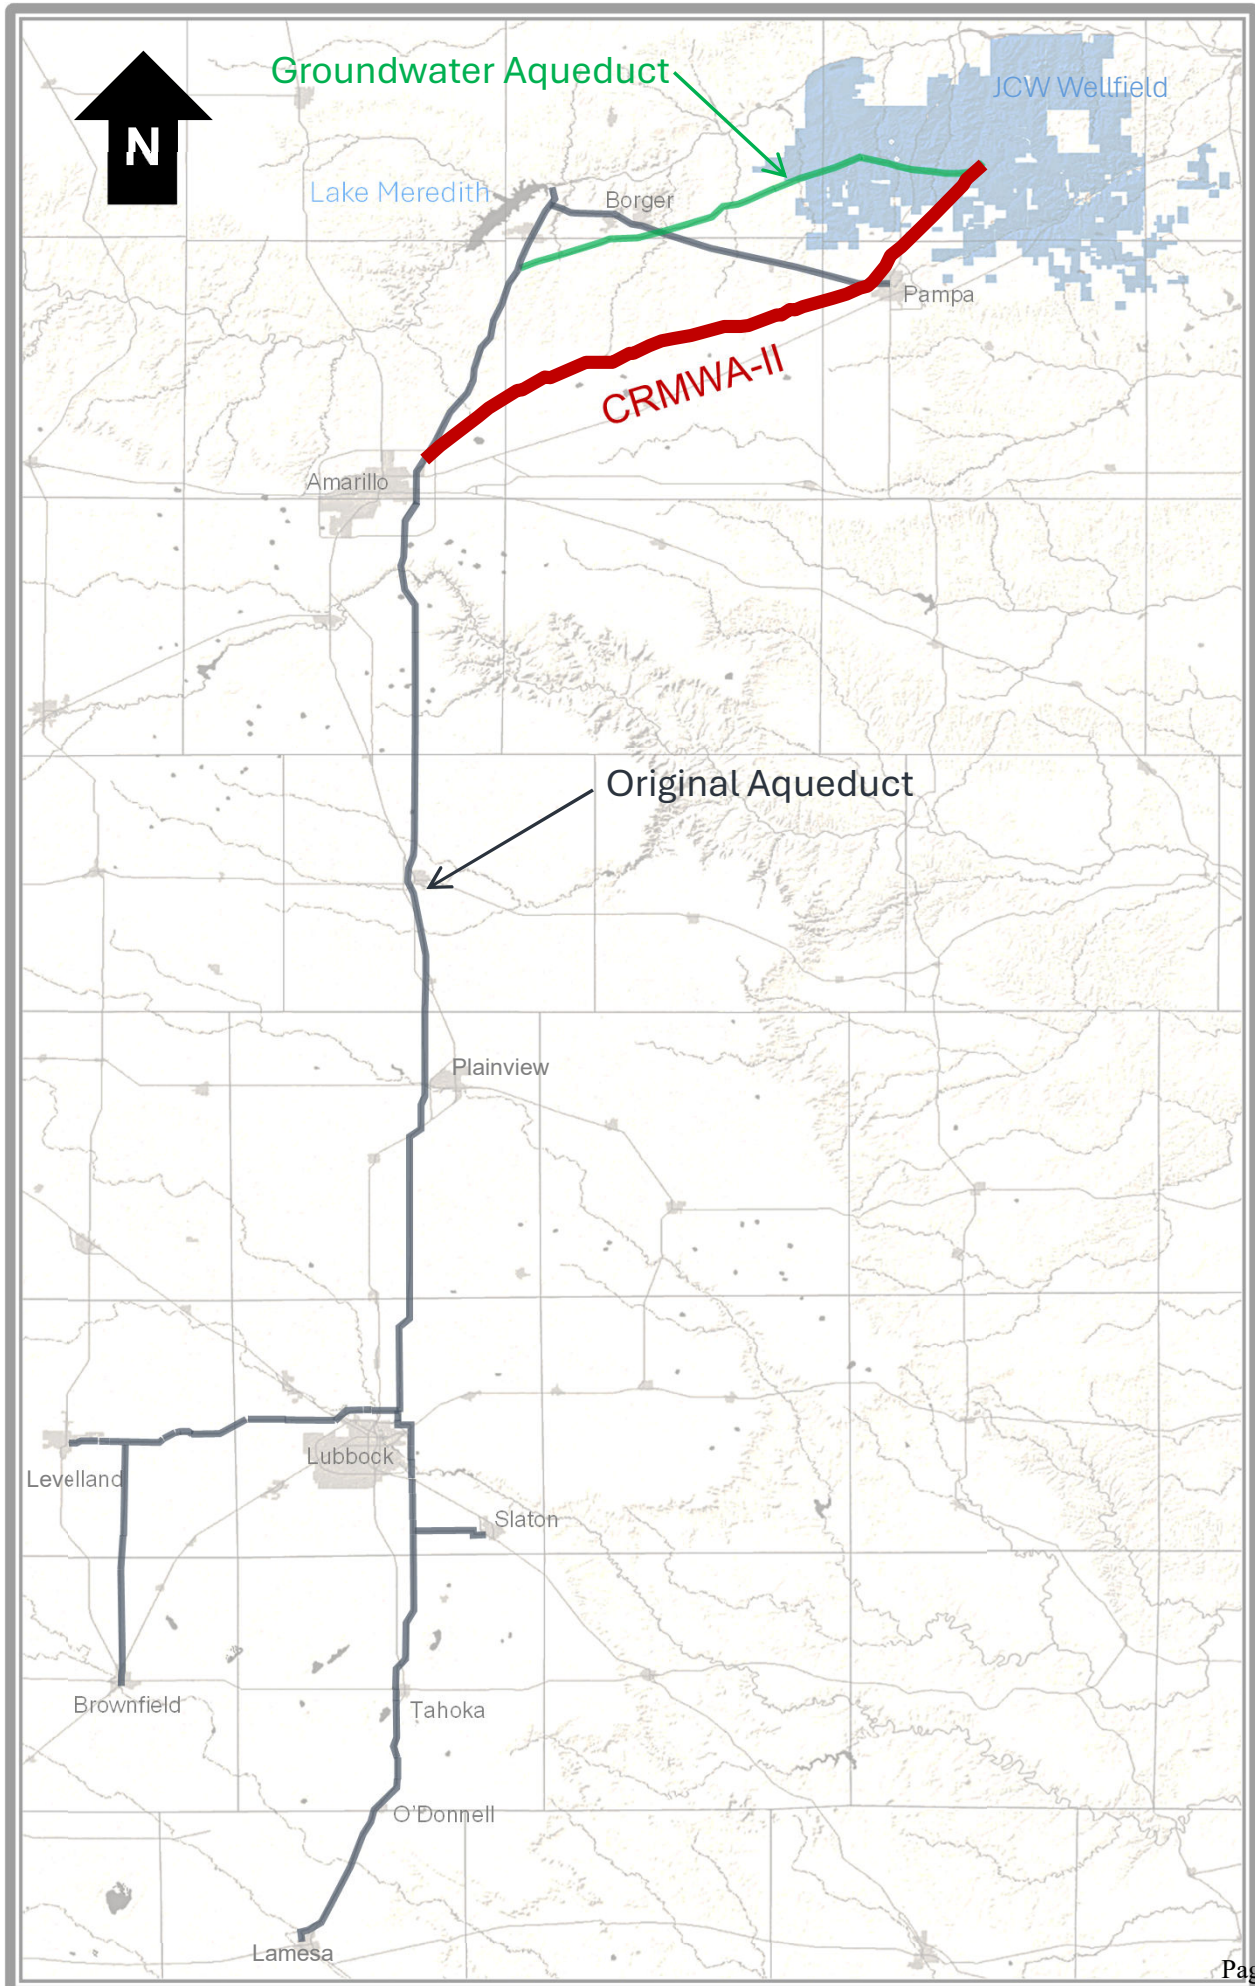 Groundwater Aqueduct
JCW Wellfield
N
Lake Meredith
Borger
Pampa
CRMWA-II
Amarillo
Original Aqueduct
Plainview
Lubbock
Levelland
Slaton
Brownfield
Tahoka
O'Donnell
Lamesa
Pag